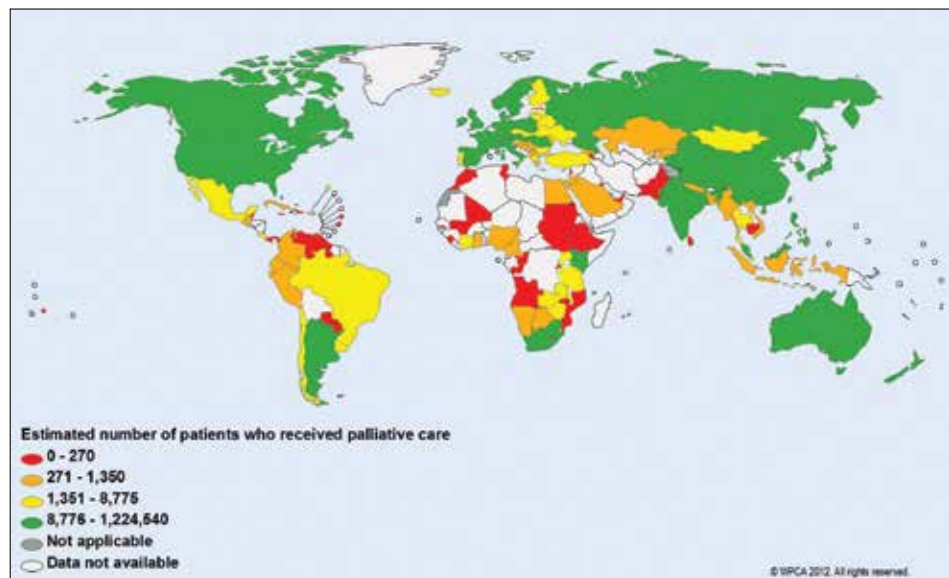 Estimated number of patients who received palliative care
0 - 270
271 - 1,350
1,351 - 8,775
8,776 - 1,224,540
Not applicable
Data not available
© WPCA 2012. All rights reserved.